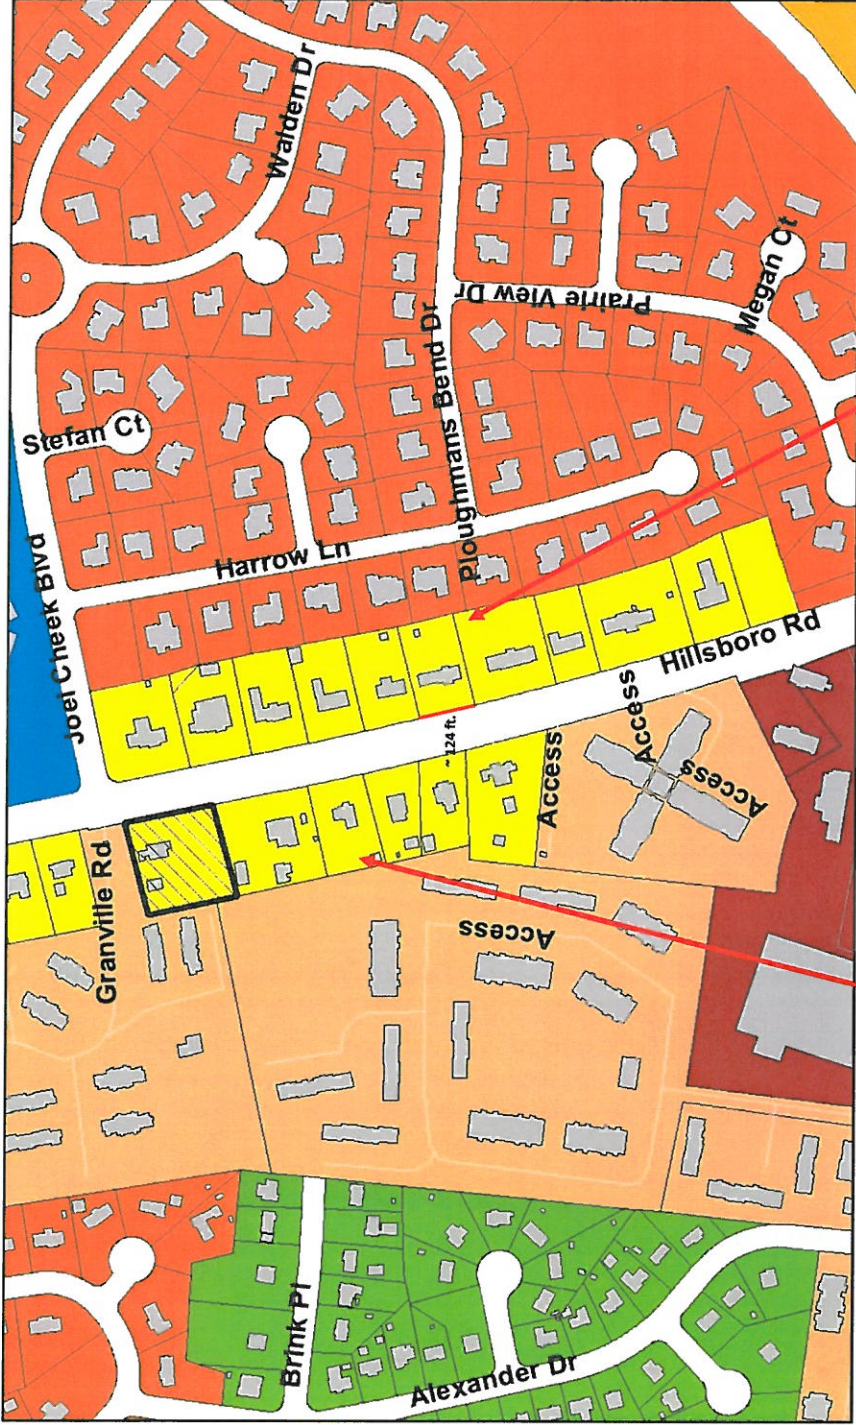 Walden Dr
Stefan Ct
Prairie View Dr
Megan Ct
Joel Cheek Blvd
Harrow Ln
Ploughmans Bend Dr
Hillsboro Rd
~ 124 ft.
Access
Access
Access
Granville Rd
Access
Brink Pl
Alexander Dr